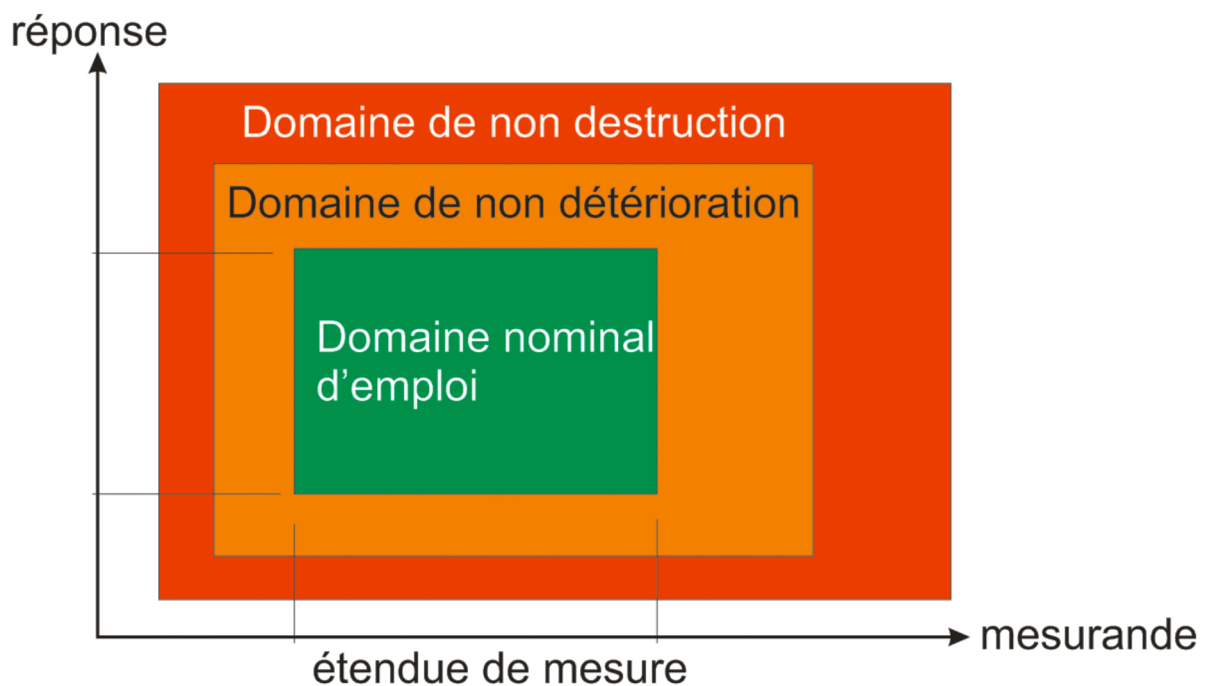 réponse
Domaine de non destruction
Domaine de non détérioration
Domaine nominal
d’emploi
mesurande
étendue de mesure